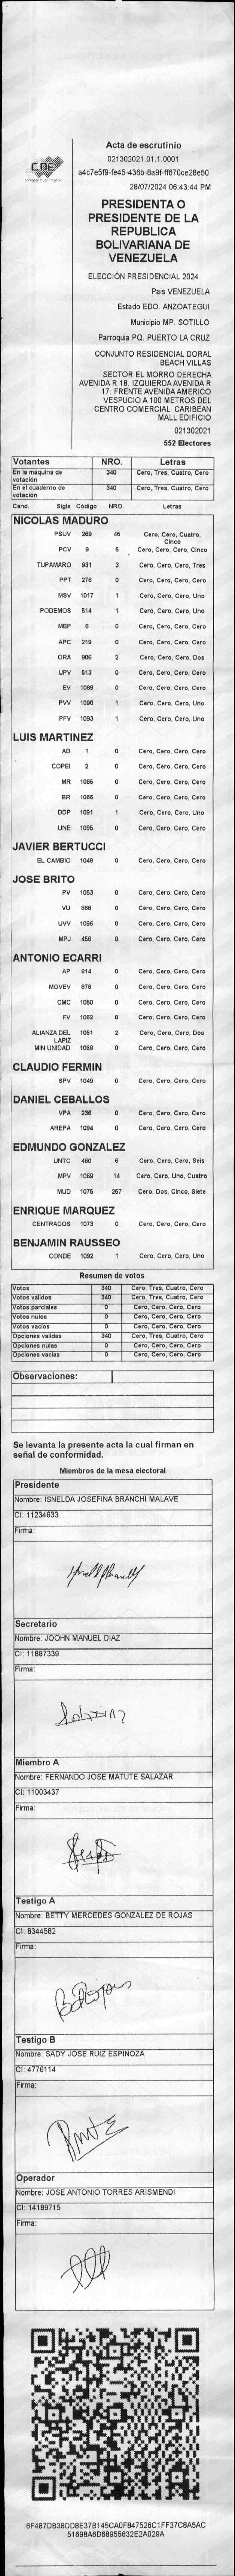 CNE
Acta de escrutinio
021302021.01.1.0001
a4c7e5f9-fe45-436b-8a9f-ff670ce28e50
28/07/2024 06:43:44 PM
PRESIDENTA O
PRESIDENTE DE LA
REPUBLICA
BOLIVARIANA DE
VENEZUELA
ELECCIÓN PRESIDENCIAL 2024
Pais VENEZUELA
Estado EDO. ANZOATEGUI
Municipio MP. SOTILLO
Parroquia PQ. PUERTO LA CRUZ
CONJUNTO RESIDENCIAL DORAL
BEACH VILLAS
SECTOR EL MORRO DERECHA
AVENIDA R 18. IZQUIERDA AVENIDA R
17. FRENTE AVENIDA AMERICO
VESPUCIO A 100 METROS DEL
CENTRO COMERCIAL CARIBEAN
MALL EDIFICIO
021302021
552 Electores
Votantes NRO. Letras
En la máquina de votación 340 Cero, Tres, Cuatro, Cero
En el cuaderno de votación 340 Cero, Tres, Cuatro, Cero
Cand. Sigla Código NRO. Letras
NICOLAS MADURO
PSUV 269 45 Cero, Cero, Cuatro, Cinco
PCV 9 5 Cero, Cero, Cero, Cinco
TUPAMARO 931 3 Cero, Cero, Cero, Tres
PPT 276 0 Cero, Cero, Cero, Cero
MSV 1017 1 Cero, Cero, Cero, Uno
PODEMOS 514 1 Cero, Cero, Cero, Uno
MEP 6 0 Cero, Cero, Cero, Cero
APC 219 0 Cero, Cero, Cero, Cero
ORA 906 2 Cero, Cero, Cero, Dos
UPV 513 0 Cero, Cero, Cero, Cero
EV 1089 0 Cero, Cero, Cero, Cero
PVV 1090 1 Cero, Cero, Cero, Uno
PFV 1093 1 Cero, Cero, Cero, Uno
LUIS MARTINEZ
AD 1 0 Cero, Cero, Cero, Cero
COPEI 2 0 Cero, Cero, Cero, Cero
MR 1065 0 Cero, Cero, Cero, Cero
BR 1066 0 Cero, Cero, Cero, Cero
DDP 1091 1 Cero, Cero, Cero, Uno
UNE 1095 0 Cero, Cero, Cero, Cero
JAVIER BERTUCCI
EL CAMBIO 1048 0 Cero, Cero, Cero, Cero
JOSE BRITO
PV 1053 0 Cero, Cero, Cero, Cero
VU 866 0 Cero, Cero, Cero, Cero
UVV 1096 0 Cero, Cero, Cero, Cero
MPJ 458 0 Cero, Cero, Cero, Cero
ANTONIO ECARRI
AP 914 0 Cero, Cero, Cero, Cero
MOVEV 878 0 Cero, Cero, Cero, Cero
CMC 1050 0 Cero, Cero, Cero, Cero
FV 1062 0 Cero, Cero, Cero, Cero
ALIANZA DEL LAPIZ 1051 2 Cero, Cero, Cero, Dos
MIN UNIDAD 1068 0 Cero, Cero, Cero, Cero
CLAUDIO FERMIN
SPV 1049 0 Cero, Cero, Cero, Cero
DANIEL CEBALLOS
VPA 236 0 Cero, Cero, Cero, Cero
AREPA 1094 0 Cero, Cero, Cero, Cero
EDMUNDO GONZALEZ
UNTC 460 6 Cero, Cero, Cero, Seis
MPV 1069 14 Cero, Cero, Uno, Cuatro
MUD 1075 257 Cero, Dos, Cinco, Siete
ENRIQUE MARQUEZ
CENTRADOS 1073 0 Cero, Cero, Cero, Cero
BENJAMIN RAUSSEO
CONDE 1092 1 Cero, Cero, Cero, Uno
Resumen de votos
Votos 340 Cero, Tres, Cuatro, Cero
Votos validos 340 Cero, Tres, Cuatro, Cero
Votos parciales 0 Cero, Cero, Cero, Cero
Votos nulos 0 Cero, Cero, Cero, Cero
Votos vacios 0 Cero, Cero, Cero, Cero
Opciones validas 340 Cero, Tres, Cuatro, Cero
Opciones nulas 0 Cero, Cero, Cero, Cero
Opciones vacias 0 Cero, Cero, Cero, Cero
Observaciones:
Se levanta la presente acta la cual firman en
señal de conformidad.
Miembros de la mesa electoral
Presidente
Nombre: ISNELDA JOSEFINA BRANCHI MALAVE
CI: 11234633
Firma:
Secretario
Nombre: JOOHN MANUEL DIAZ
CI: 11887339
Firma:
Miembro A
Nombre: FERNANDO JOSE MATUTE SALAZAR
CI: 11003437
Firma:
Testigo A
Nombre: BETTY MERCEDES GONZALEZ DE ROJAS
CI: 8344582
Firma:
Testigo B
Nombre: SADY JOSE RUIZ ESPINOZA
CI: 4776114
Firma:
Operador
Nombre: JOSE ANTONIO TORRES ARISMENDI
CI: 14189715
Firma:
6F487DB38DD8E37B145CA0FB47526C1FF37C8A5AC
51698A6D68955632E2A029A